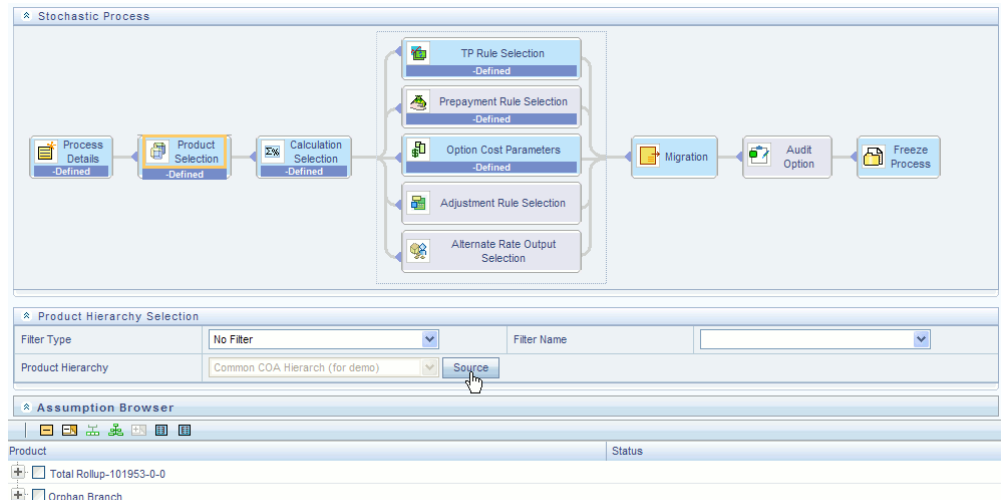 Stochastic Process
TP Rule Selection
-Defined
Prepayment Rule Selection
-Defined
Process
Details
-Defined
Product
Selection
-Defined
Σ%
Calculation
Selection
-Defined
Option Cost Parameters
-Defined
Migration
Audit
Option
Freeze
Process
Adjustment Rule Selection
Alternate Rate Output
Selection
Product Hierarchy Selection
Filter Type
No Filter
Filter Name
Product Hierarchy
Common COA Hierarch (for demo)
Source
Assumption Browser
Product
Status
Total Rollup-101953-0-0
Orphan Branch